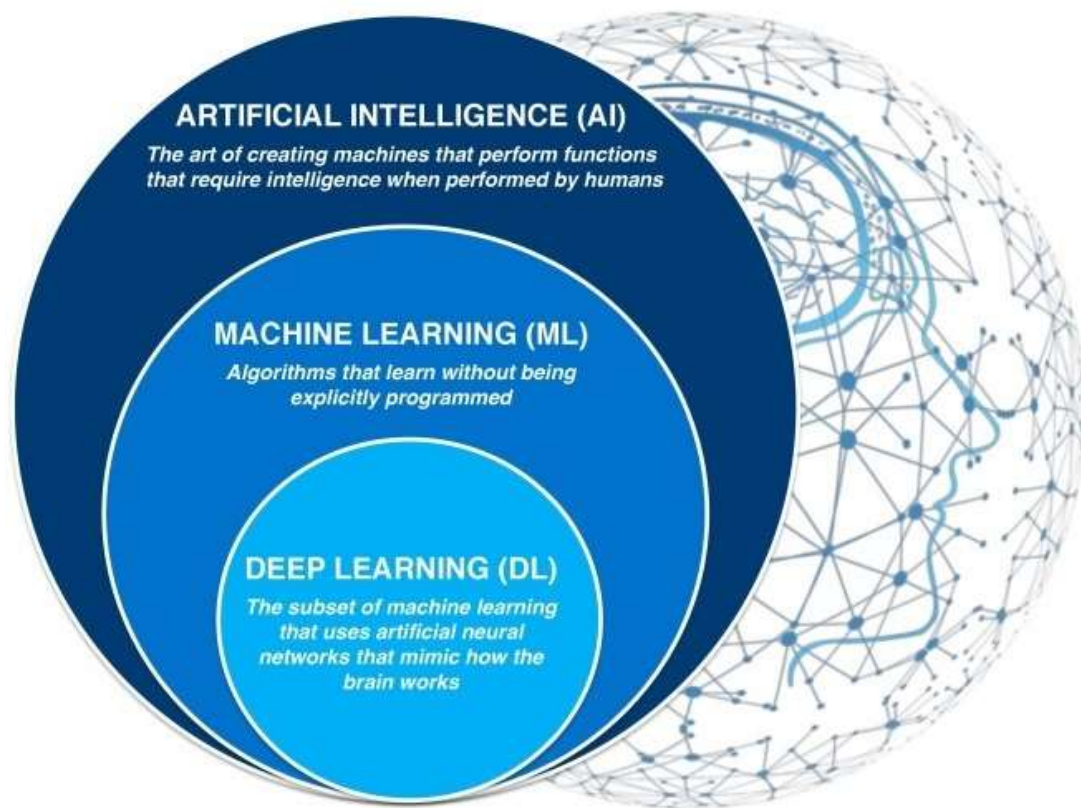 ARTIFICIAL INTELLIGENCE (AI)
The art of creating machines that perform functions
that require intelligence when performed by humans
MACHINE LEARNING (ML)
Algorithms that learn without being
explicitly programmed
DEEP LEARNING (DL)
The subset of machine learning
that uses artificial neural
networks that mimic how the
brain works